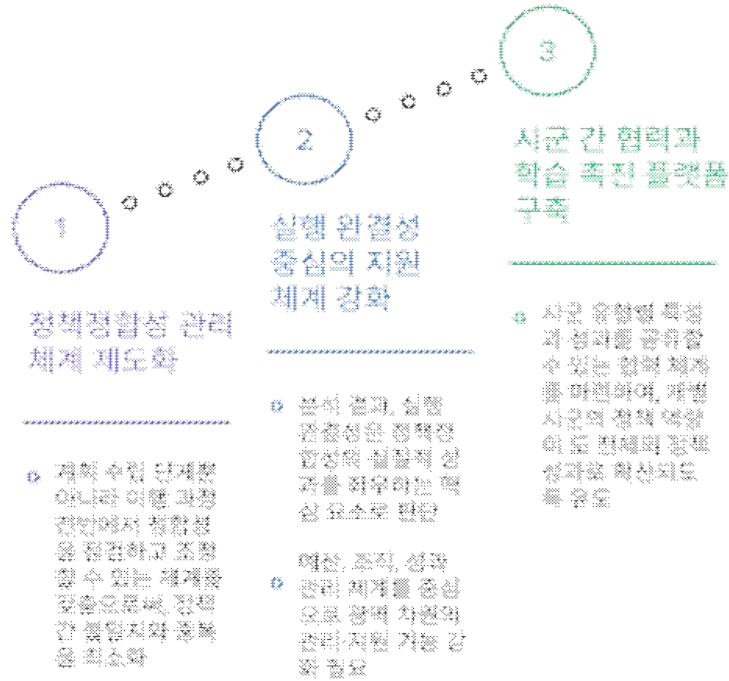 1
정책정합성 관리
체계 제도화
계획 수립 단계뿐
아니라 이행 과정
전반에서 정합성
을 점검하고 조정
할 수 있는 체계를
갖춤으로써, 정책
간 불일치와 중복
을 최소화
2
실행 완결성
중심의 지원
체계 강화
분석 결과, 실행
완결성은 정책정
합성의 실질적 성
과를 좌우하는 핵
심 요소로 판단
예산, 조직, 성과
관리 체계를 중심
으로 광역 차원의
관리·지원 기능 강
화 필요
3
시군 간 협력과
학습 촉진 플랫폼
구축
시군 유형별 특성
과 성과를 공유할
수 있는 협력 체계
를 마련하여, 개별
시군의 정책 역량
이 도 전체의 정책
성과로 확산되도
록 유도